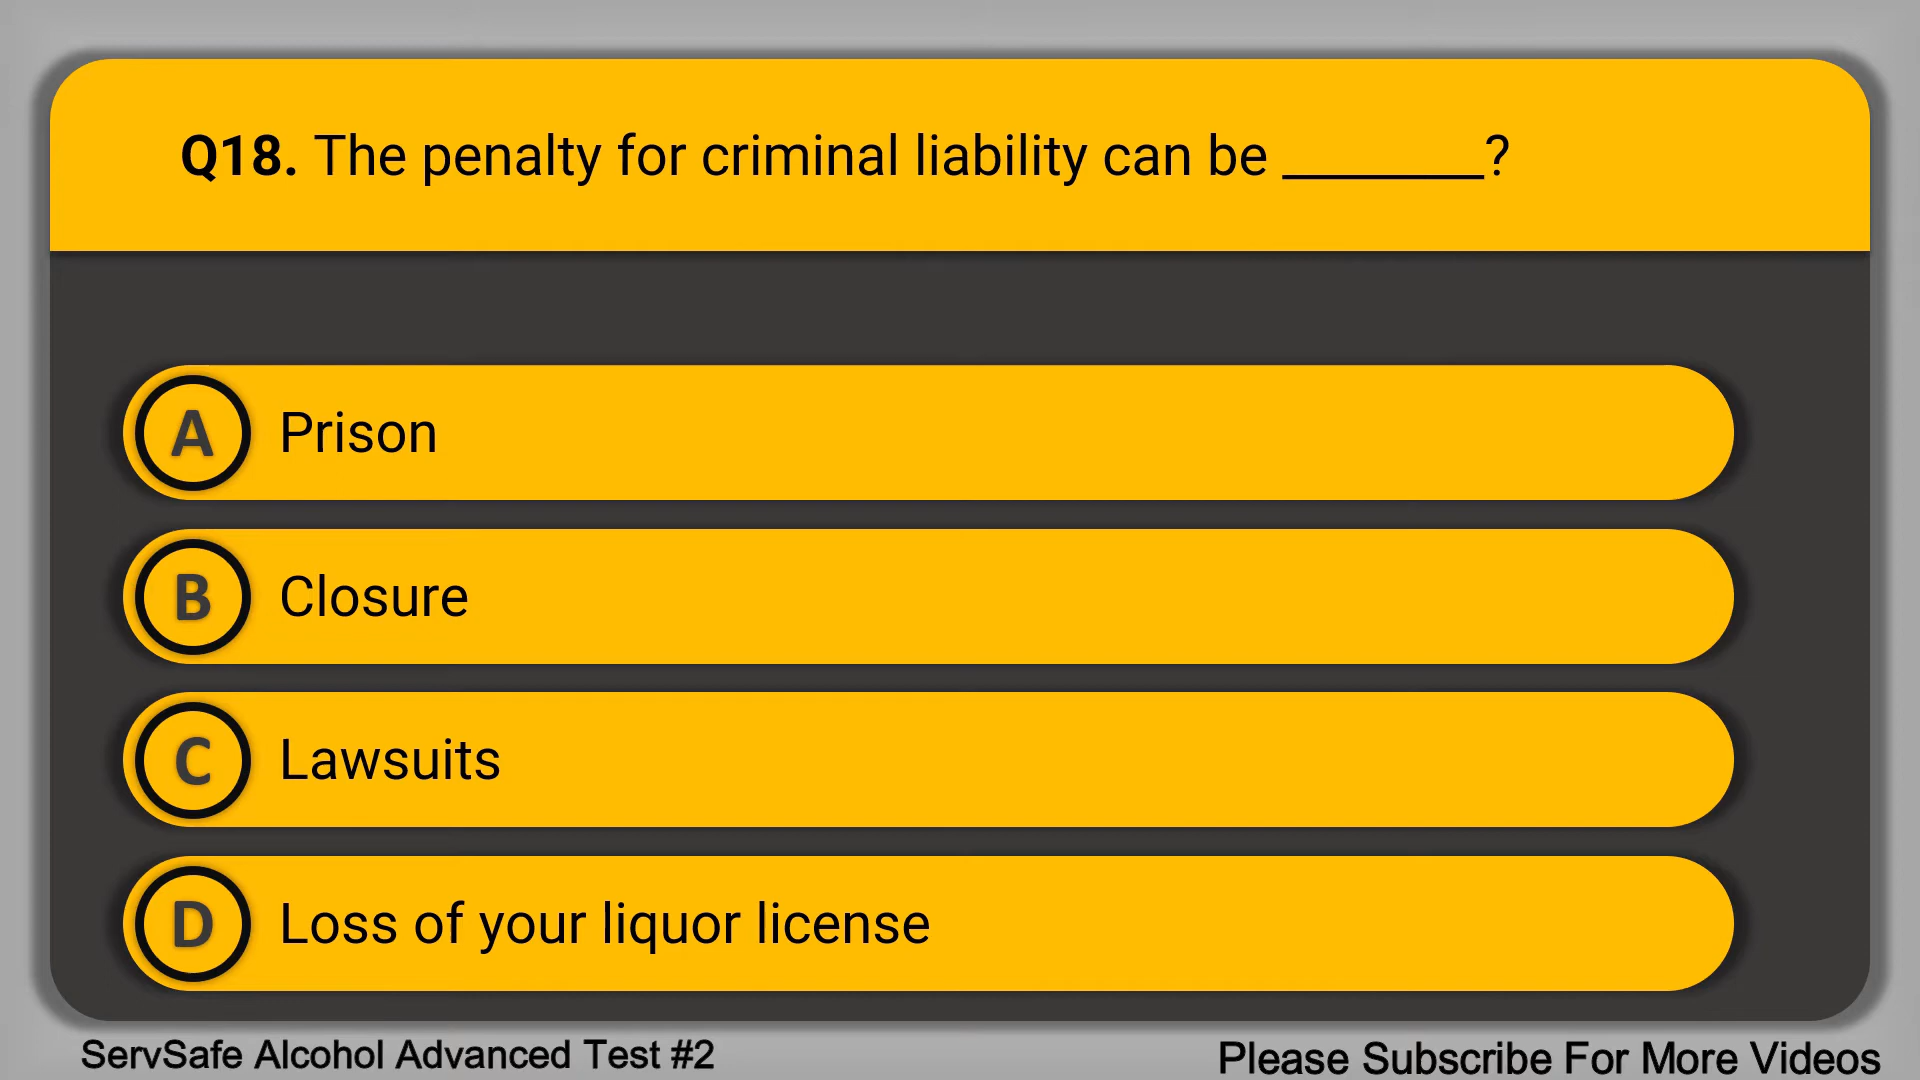 Q18. The penalty for criminal liability can be ________?
A Prison
B Closure
C Lawsuits
D Loss of your liquor license
ServSafe Alcohol Advanced Test #2
Please Subscribe For More Videos